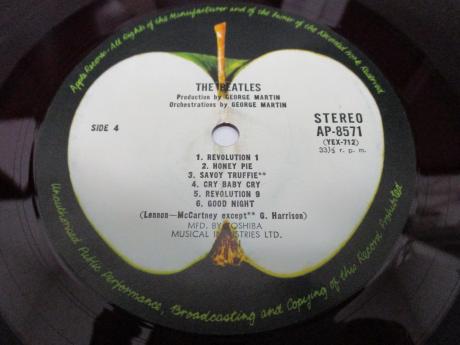 Apple Records · All Rights of the Manufacturer and of the Owner of the Recorded Work Reserved
THE BEATLES
Production by GEORGE MARTIN
Orchestrations by GEORGE MARTIN
SIDE 4
STEREO
AP-8571
(YEX-712)
33⅓ r. p. m.
1. REVOLUTION 1
2. HONEY PIE
3. SAVOY TRUFFIE**
4. CRY BABY CRY
5. REVOLUTION 9
6. GOOD NIGHT
(Lennon—McCartney except** G. Harrison)
MFD. BY TOSHIBA
MUSICAL INDUSTRIES LTD.
Unauthorised Public Performance, Broadcasting and Copying of this Record Prohibited